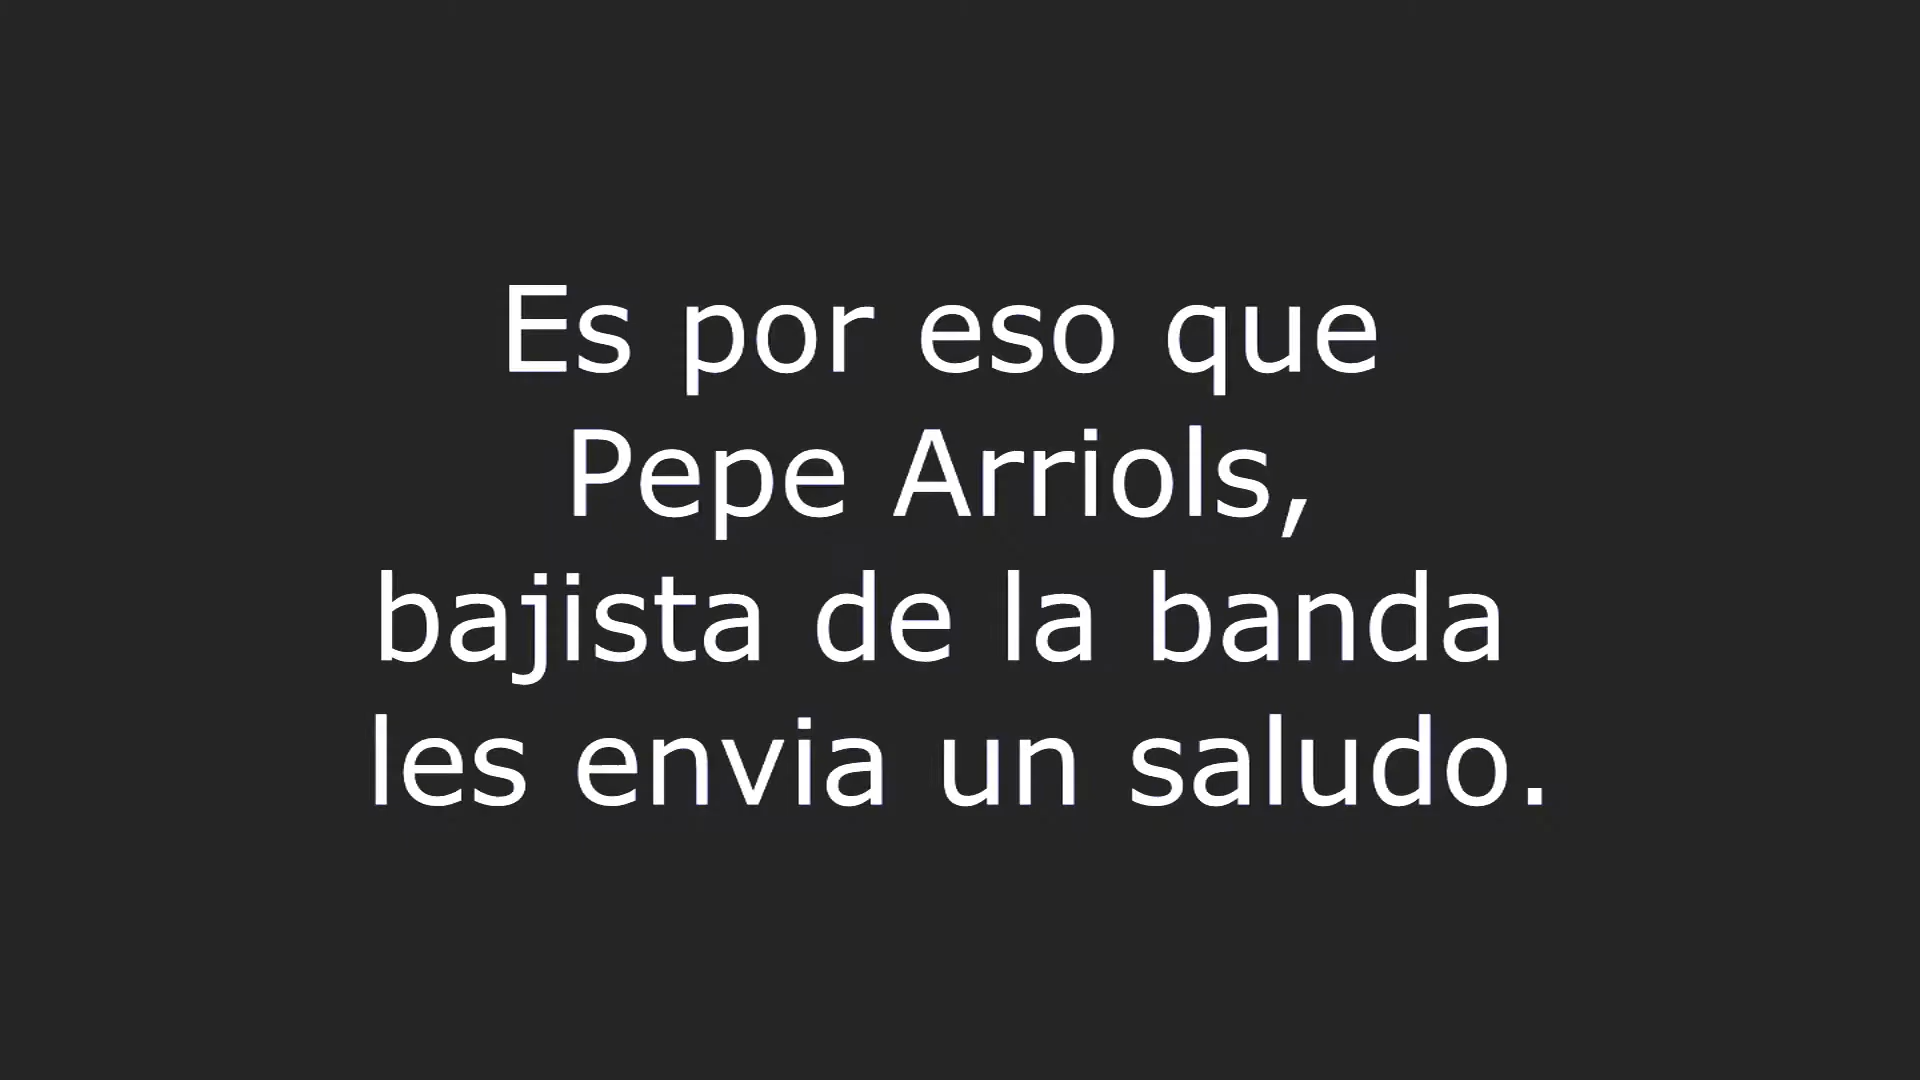 Es por eso que
Pepe Arriols,
bajista de la banda
les envia un saludo.